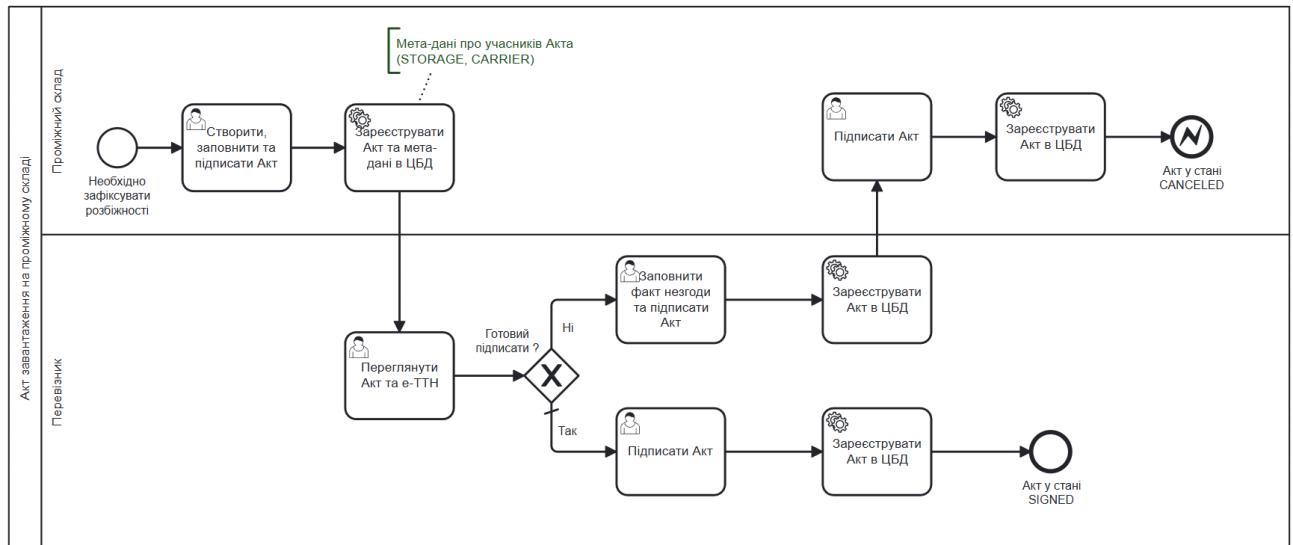 Акт завантаження на проміжному складі
Проміжний склад
Мета-дані про учасників Акта
(STORAGE, CARRIER)
Необхідно
зафіксувати
розбіжності
Створити,
заповнити та
підписати Акт
Зареєструвати
Акт та мета-
дані в ЦБД
Підписати Акт
Зареєструвати
Акт в ЦБД
Акт у стані
CANCELED
Перевізник
Переглянути
Акт та е-ТТН
Готовий
підписати ?
Ні
Заповнити
факт незгоди
та підписати
Акт
Зареєструвати
Акт в ЦБД
Так
Підписати Акт
Зареєструвати
Акт в ЦБД
Акт у стані
SIGNED